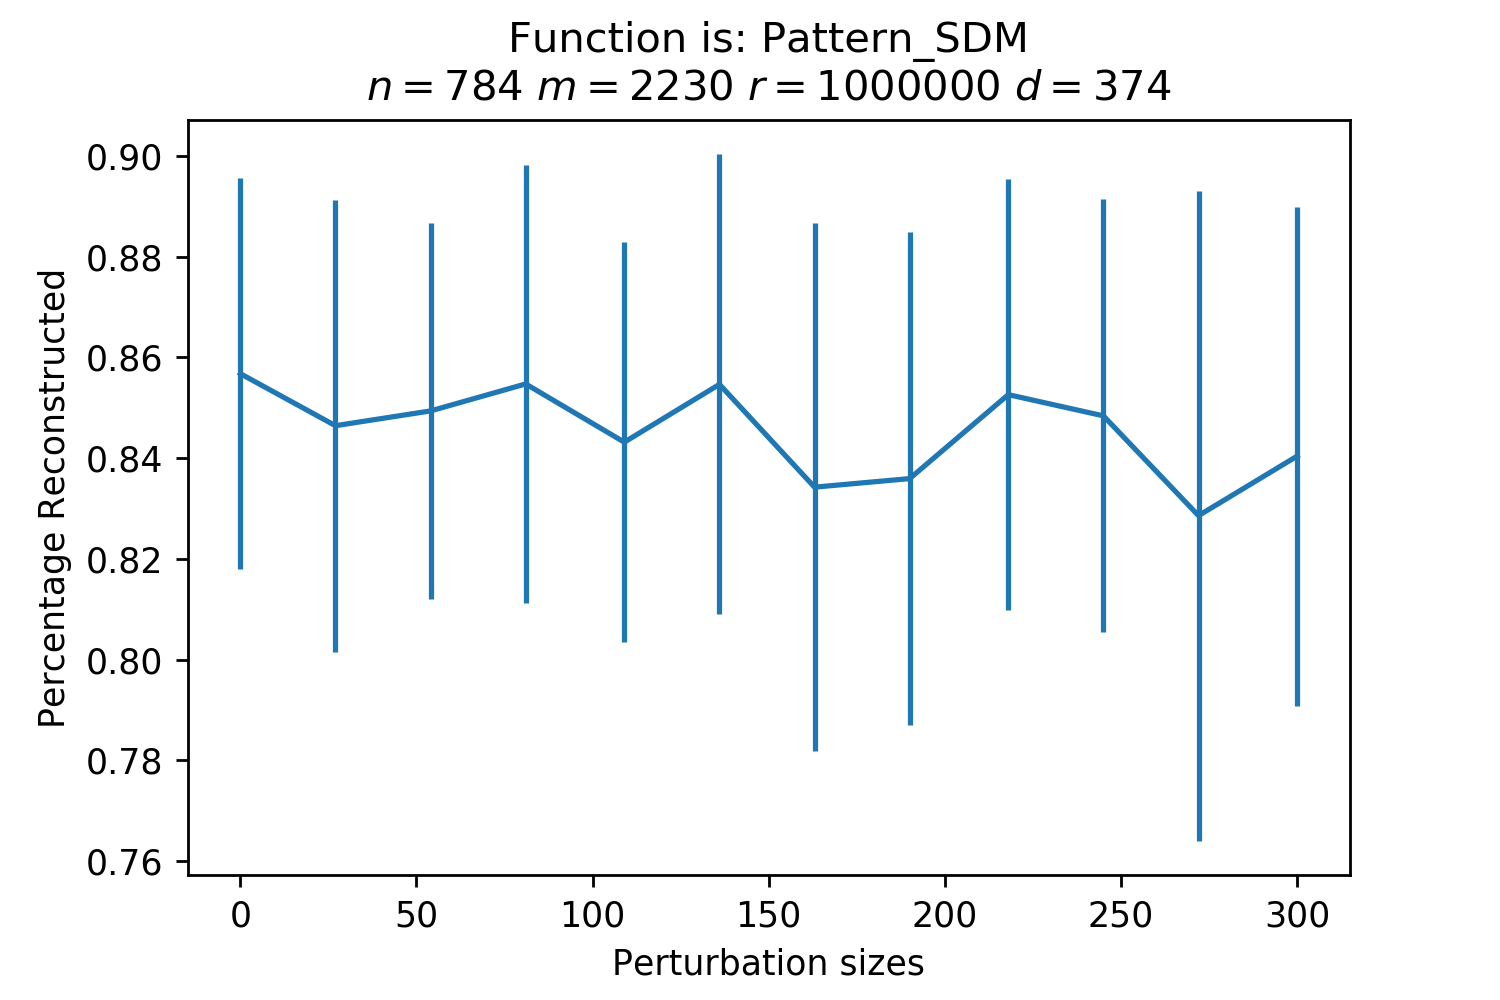 Function is: Pattern_SDM
n = 784 m = 2230 r = 1000000 d = 374
Percentage Reconstructed
0.90
0.88
0.86
0.84
0.82
0.80
0.78
0.76
0 50 100 150 200 250 300
Perturbation sizes